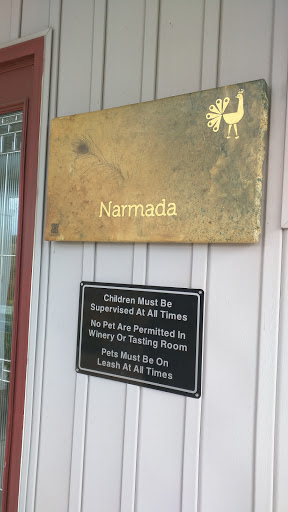 Narmada
Children Must Be
Supervised At All Times
No Pet Are Permitted In
Winery Or Tasting Room
Pets Must Be On
Leash At All Times